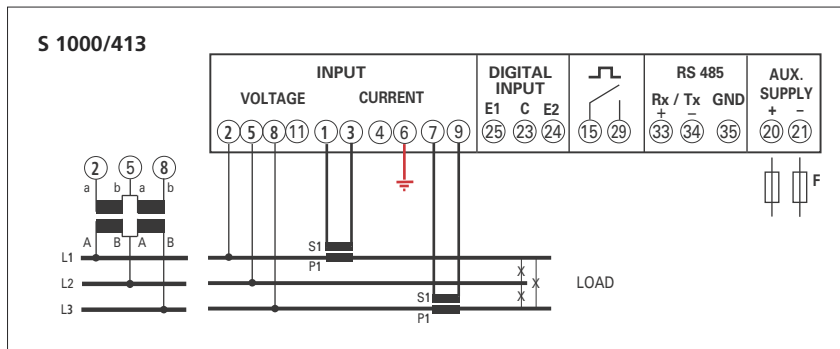 S 1000/413
INPUT
DIGITAL INPUT
RS 485
AUX. SUPPLY
VOLTAGE CURRENT
E1 C E2
Rx / Tx GND
+ –
+ –
2 5 8 11 1 3 4 6 7 9
25 23 24
15 29
33 34 35
20 21
F
2 5 8
a b a b
A B A B
S1
P1
L1
L2
L3
S1
P1
X
X
X
LOAD